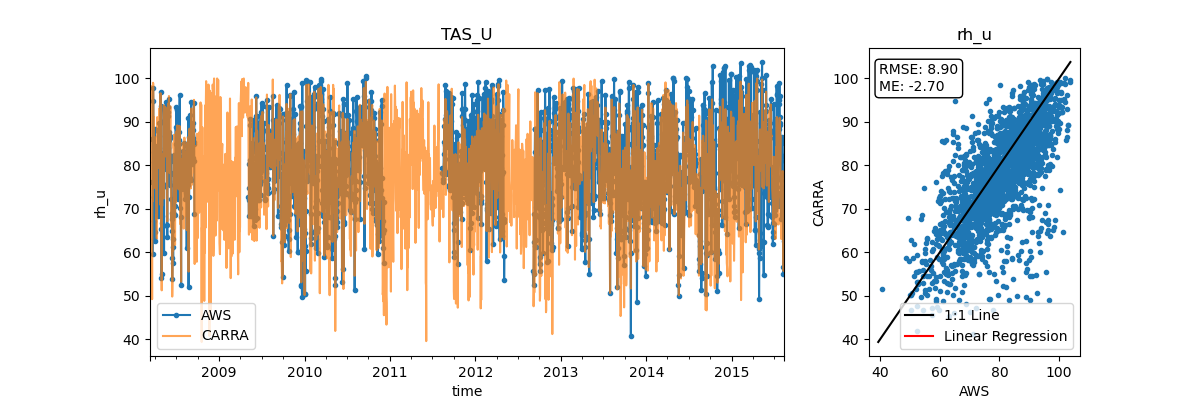 TAS_U
rh_u
100
90
80
70
60
50
40
rh_u
AWS
CARRA
2009
2010
2011
2012
2013
2014
2015
time
RMSE: 8.90
ME: -2.70
100
90
80
70
60
50
40
CARRA
1:1 Line
Linear Regression
40
60
80
100
AWS